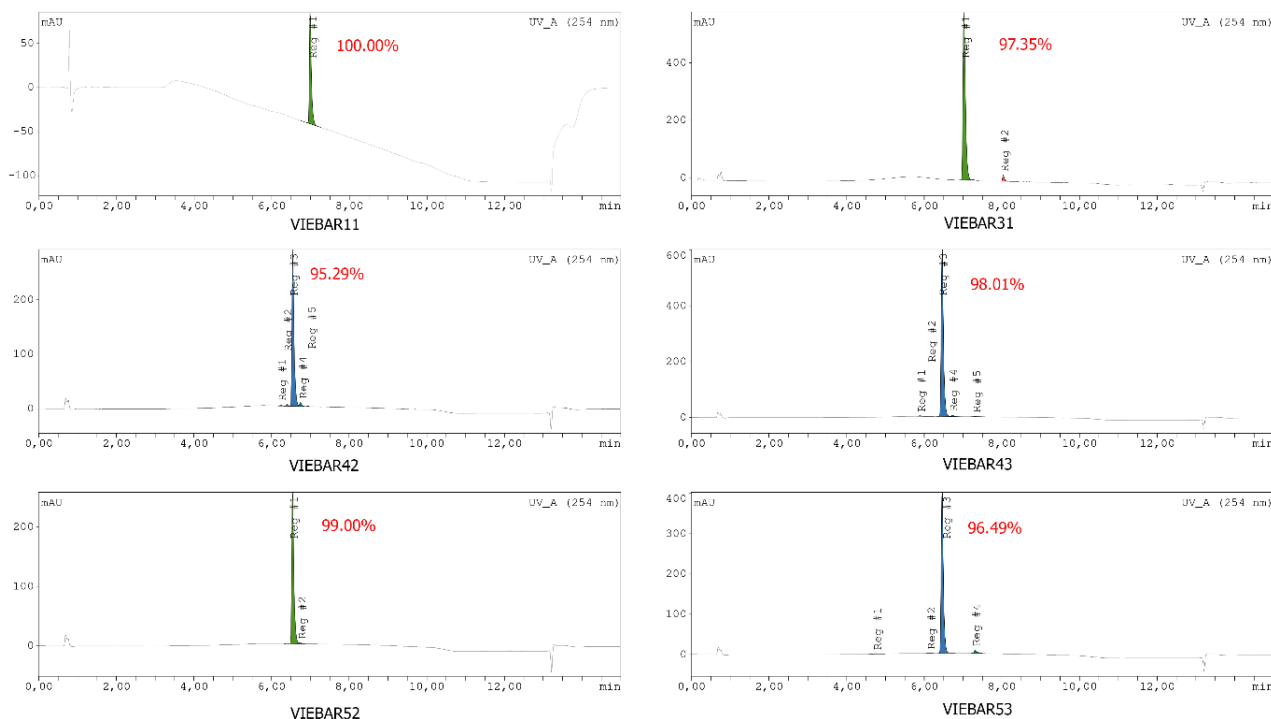 mAU UV_A (254 nm)
Reg #1
100.00%
50
0
-50
-100
0,00 2,00 4,00 6,00 8,00 10,00 12,00 min
VIEBAR11
mAU UV_A (254 nm)
Reg #1
97.35%
400
200
Reg #2
0
0,00 2,00 4,00 6,00 8,00 10,00 12,00 min
VIEBAR31
mAU UV_A (254 nm)
Reg #3
95.29%
200
Reg #2
Reg #5
100
Reg #1
Reg #4
0
0,00 2,00 4,00 6,00 8,00 10,00 12,00 min
VIEBAR42
600
mAU UV_A (254 nm)
Reg #3
98.01%
400
Reg #2
200
Reg #1
Reg #4
Reg #5
0
0,00 2,00 4,00 6,00 8,00 10,00 12,00 min
VIEBAR43
mAU UV_A (254 nm)
Reg #1
99.00%
200
100
Reg #2
0
0,00 2,00 4,00 6,00 8,00 10,00 12,00 min
VIEBAR52
400
mAU UV_A (254 nm)
Reg #3
96.49%
300
200
100
Reg #1
Reg #2
Reg #4
0
0,00 2,00 4,00 6,00 8,00 10,00 12,00 min
VIEBAR53